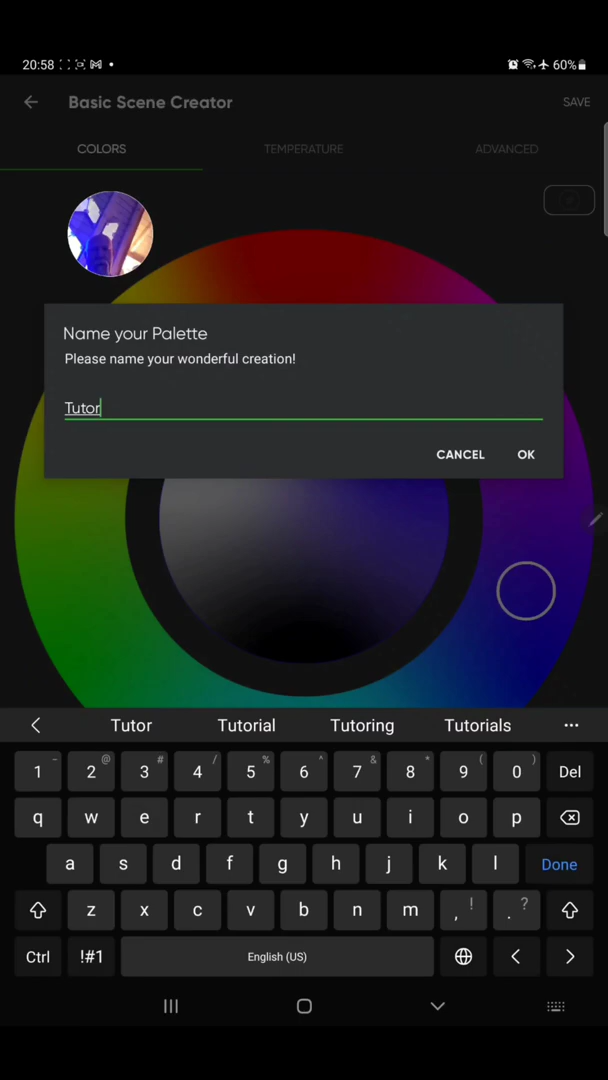 20:58 60%
Basic Scene Creator SAVE
COLORS TEMPERATURE ADVANCED
Name your Palette
Please name your wonderful creation!
Tutor
CANCEL OK
Tutor Tutorial Tutoring Tutorials ...
1 - 2 @ 3 # 4 / 5 % 6 ^ 7 & 8 * 9 ( 0 ) Del
q w e r t y u i o p
a s d f g h j k l Done
z x c v b n m , ! . ?
Ctrl !#1 English (US) < >